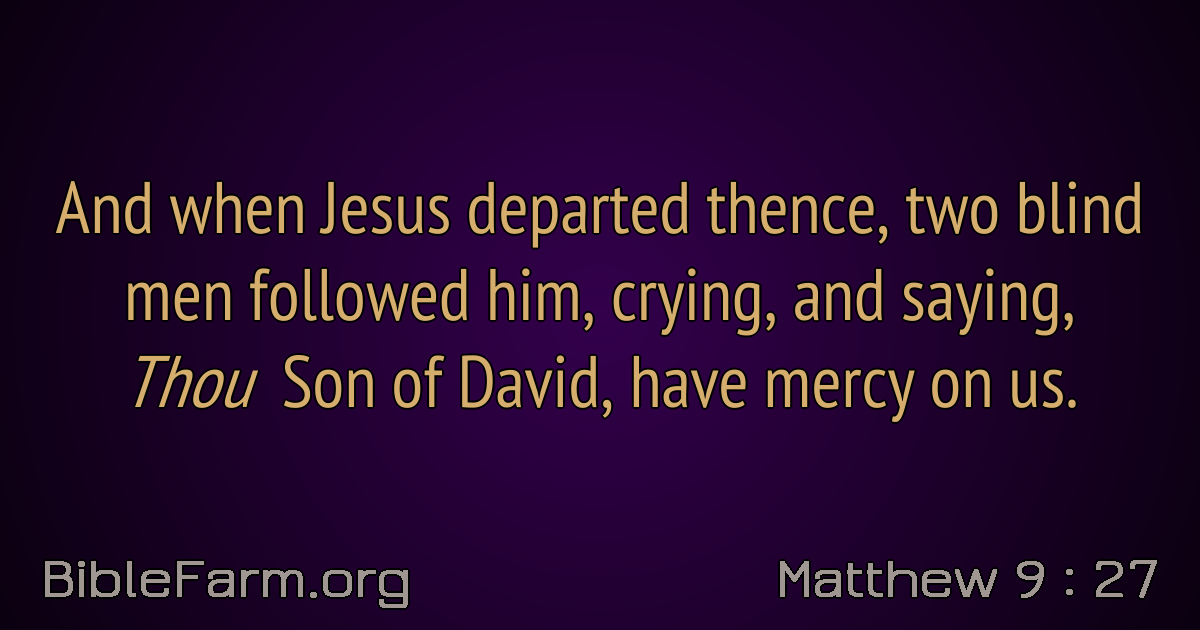 And when Jesus departed thence, two blind
men followed him, crying, and saying,
Thou Son of David, have mercy on us.
BibleFarm.org
Matthew 9 : 27